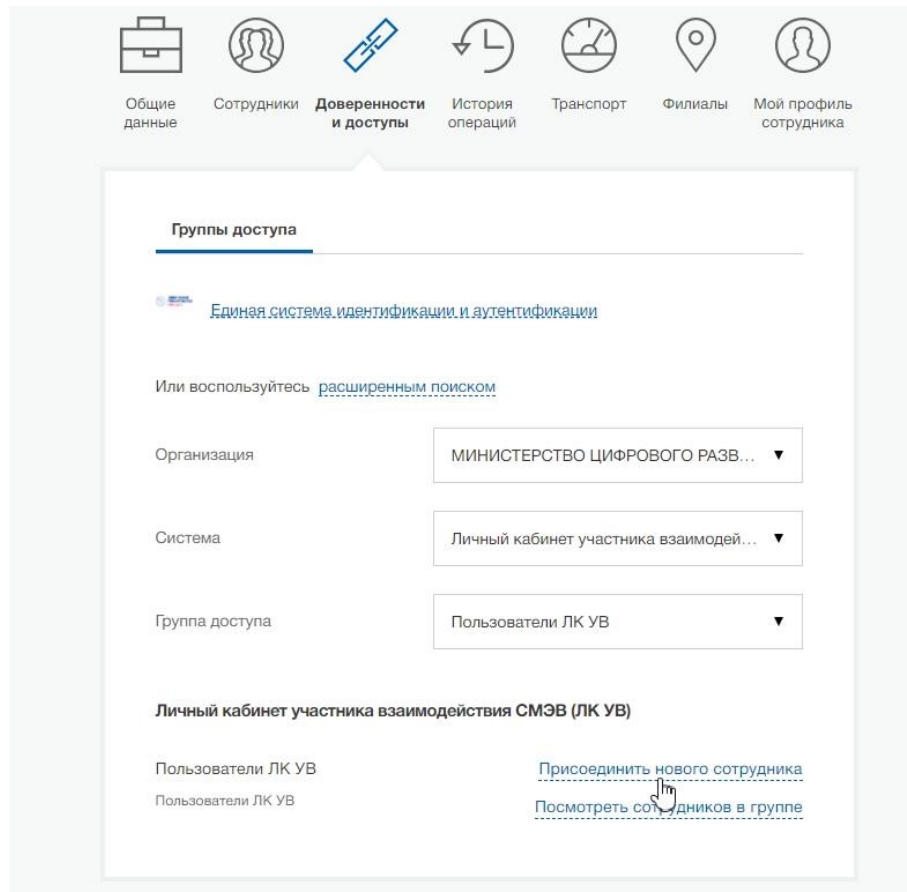 Общие данные
Сотрудники
Доверенности и доступы
История операций
Транспорт
Филиалы
Мой профиль сотрудника
Группы доступа
Единая система идентификации и аутентификации
Или воспользуйтесь расширенным поиском
Организация
МИНИСТЕРСТВО ЦИФРОВОГО РАЗВ... ▼
Система
Личный кабинет участника взаимодей... ▼
Группа доступа
Пользователи ЛК УВ ▼
Личный кабинет участника взаимодействия СМЭВ (ЛК УВ)
Пользователи ЛК УВ
Присоединить нового сотрудника
Пользователи ЛК УВ
Посмотреть сотрудников в группе